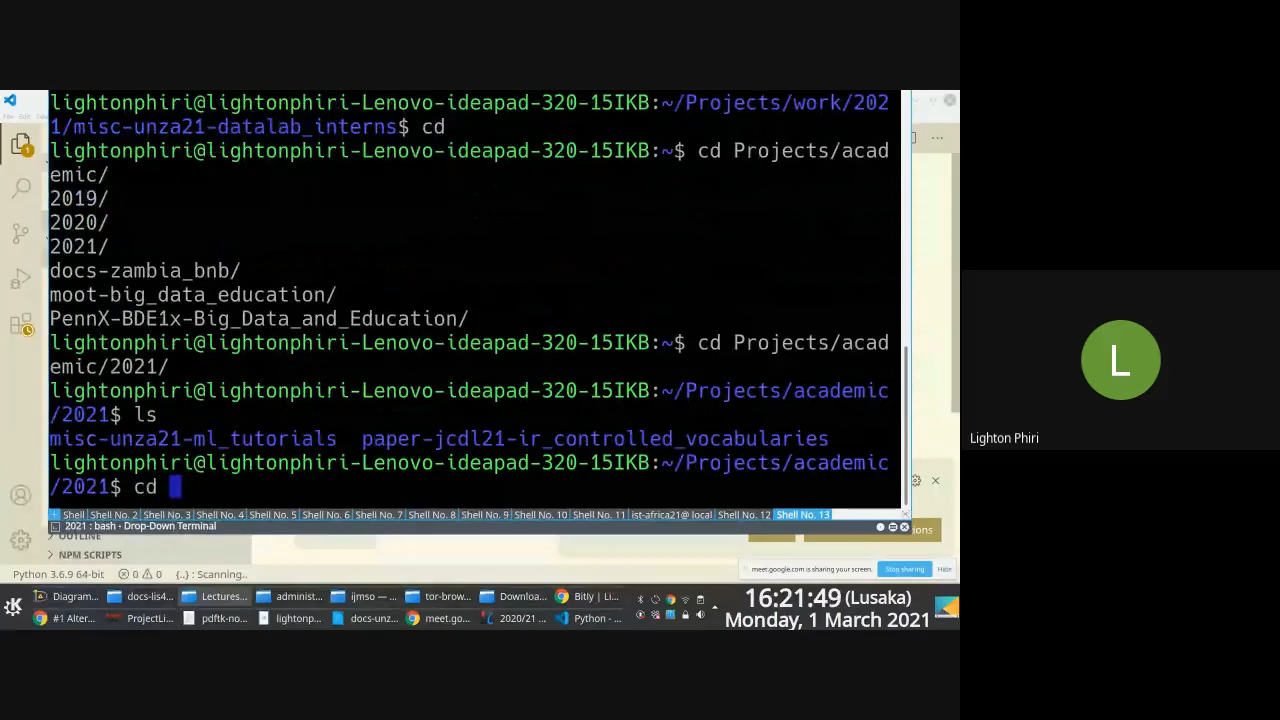 lightonphiri@lightonphiri-Lenovo-ideapad-320-15IKB:~/Projects/work/202
1/misc-unza21-datalab_interns$ cd
lightonphiri@lightonphiri-Lenovo-ideapad-320-15IKB:~$ cd Projects/acad
emic/
2019/
2020/
2021/
docs-zambia_bnb/
moot-big_data_education/
PennX-BDE1x-Big_Data_and_Education/
lightonphiri@lightonphiri-Lenovo-ideapad-320-15IKB:~$ cd Projects/acad
emic/2021/
lightonphiri@lightonphiri-Lenovo-ideapad-320-15IKB:~/Projects/academic
/2021$ ls
misc-unza21-ml_tutorials  paper-jcdl21-ir_controlled_vocabularies
lightonphiri@lightonphiri-Lenovo-ideapad-320-15IKB:~/Projects/academic
/2021$ cd
Shell Shell No. 2 Shell No. 3 Shell No. 4 Shell No. 5 Shell No. 6 Shell No. 7 Shell No. 8 Shell No. 9 Shell No. 10 Shell No. 11 ist-africa21@ local Shell No. 12 Shell No. 13
2021 : bash - Drop-Down Terminal
ions
OUTLINE
NPM SCRIPTS
Python 3.6.9 64-bit 0 0 {..} : Scanning..
meet.google.com is sharing your screen. Stop sharing Hide
Diagram... docs-lis4... Lectures... administ... ijmso —... tor-brow... Downloa... Bitly | Li...
#1 Alter... ProjectLi... pdftk-no... lightonp... docs-unz... meet.go... 2020/21 ... Python - ...
16:21:49 (Lusaka)
Monday, 1 March 2021
L
Lighton Phiri